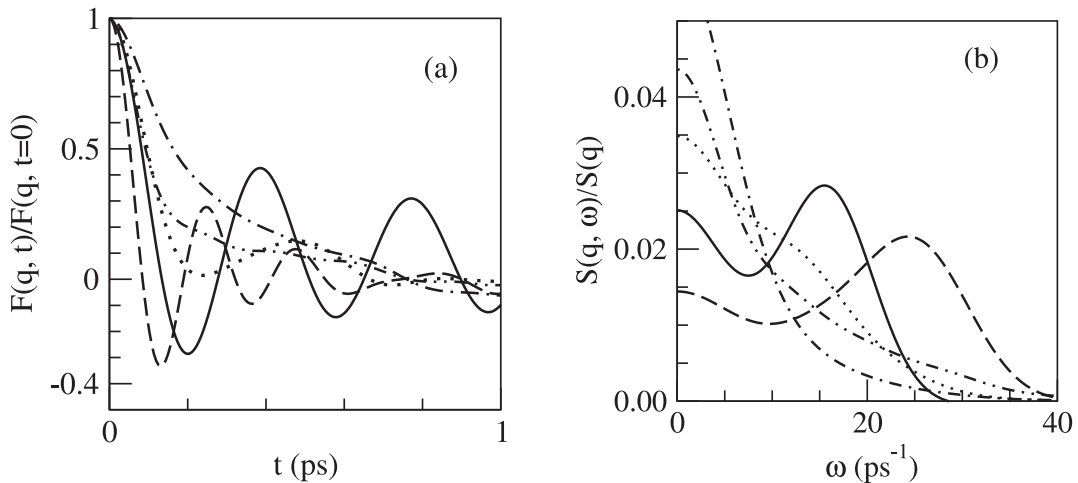 (a)
1
0.5
0
-0.4
F(q, t)/F(q, t=0)
0
1
t (ps)
(b)
0.04
0.02
0.00
S(q, ω)/S(q)
0
20
40
ω (ps⁻¹)